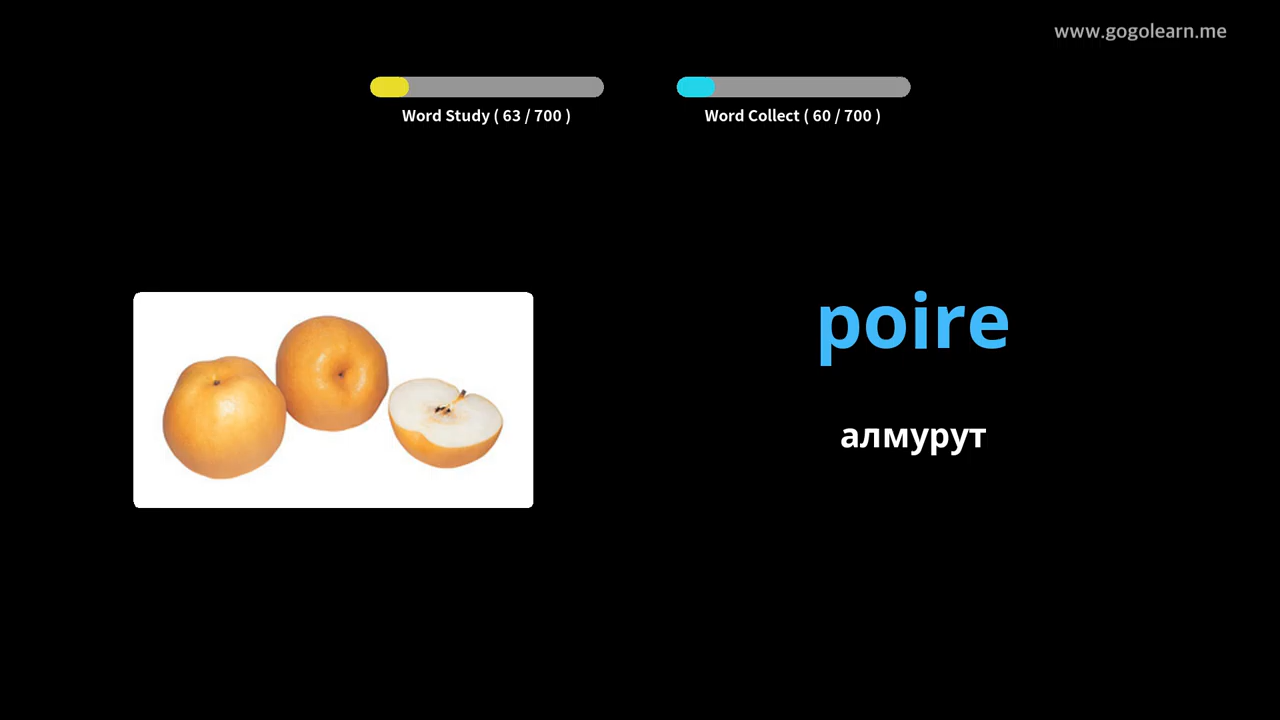 www.gogolearn.me
Word Study ( 63 / 700 )
Word Collect ( 60 / 700 )
poire
алмурут